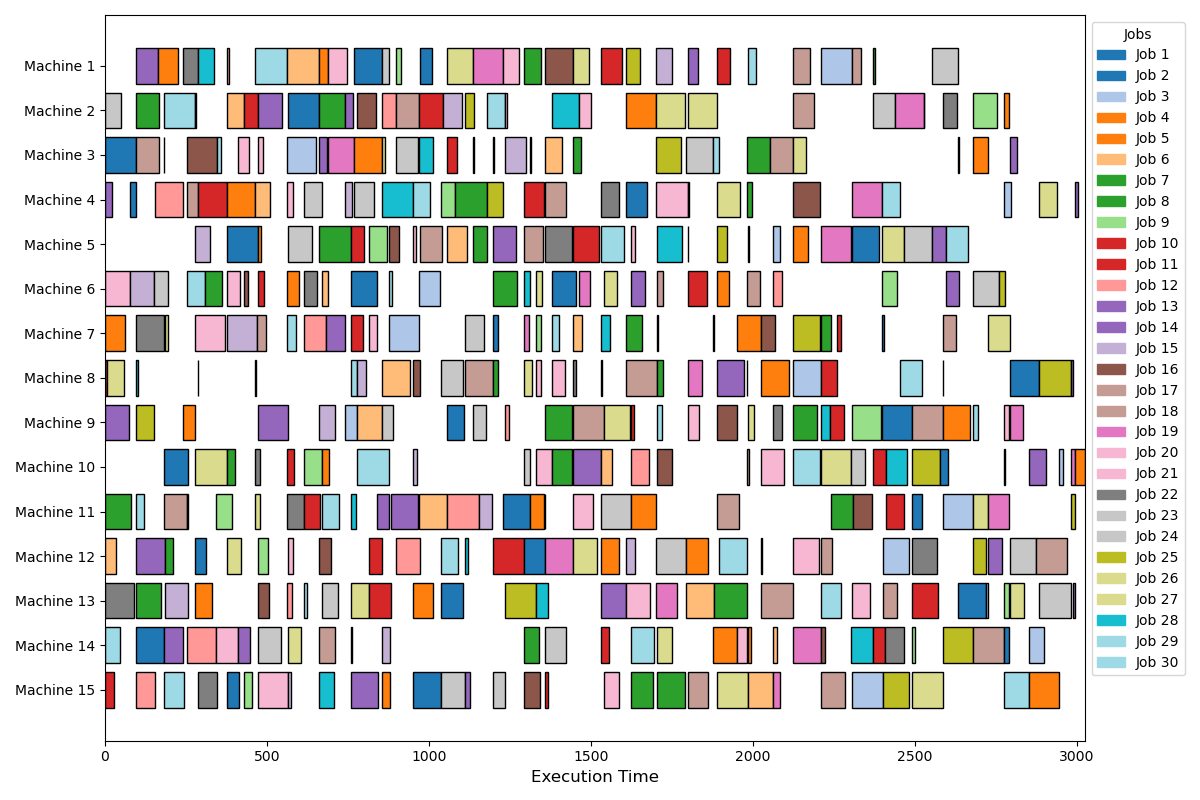 Machine 1
Machine 2
Machine 3
Machine 4
Machine 5
Machine 6
Machine 7
Machine 8
Machine 9
Machine 10
Machine 11
Machine 12
Machine 13
Machine 14
Machine 15
0 500 1000 1500 2000 2500 3000
Execution Time
Jobs
Job 1
Job 2
Job 3
Job 4
Job 5
Job 6
Job 7
Job 8
Job 9
Job 10
Job 11
Job 12
Job 13
Job 14
Job 15
Job 16
Job 17
Job 18
Job 19
Job 20
Job 21
Job 22
Job 23
Job 24
Job 25
Job 26
Job 27
Job 28
Job 29
Job 30